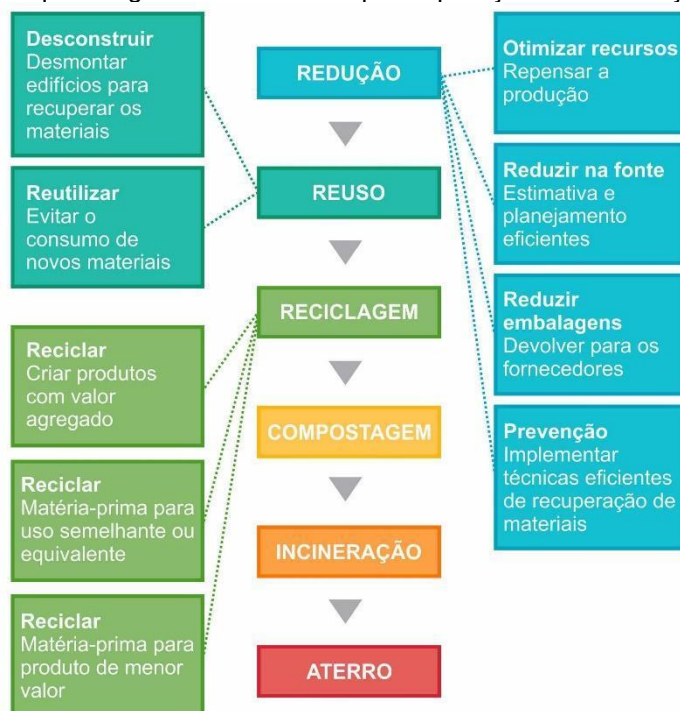 Desconstruir
Desmontar
edifícios para
recuperar os
materiais
Reutilizar
Evitar o
consumo de
novos materiais
Reciclar
Criar produtos
com valor
agregado
Reciclar
Matéria-prima para
uso semelhante ou
equivalente
Reciclar
Matéria-prima para
produto de menor
valor
REDUÇÃO
REUSO
RECICLAGEM
COMPOSTAGEM
INCINERAÇÃO
ATERRO
Otimizar recursos
Repensar a
produção
Reduzir na fonte
Estimativa e
planejamento
eficientes
Reduzir
embalagens
Devolver para os
fornecedores
Prevenção
Implementar
técnicas eficientes
de recuperação de
materiais